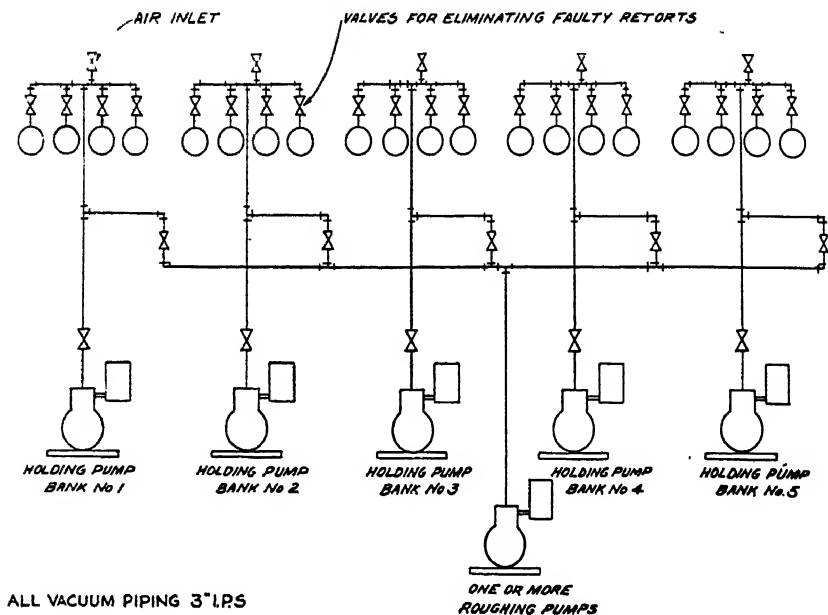 AIR INLET
VALVES FOR ELIMINATING FAULTY RETORTS
HOLDING PUMP
BANK No 1
HOLDING PUMP
BANK No 2
HOLDING PUMP
BANK No 3
HOLDING PUMP
BANK No 4
HOLDING PUMP
BANK No. 5
ONE OR MORE
ROUGHING PUMPS
ALL VACUUM PIPING 3" I.P.S